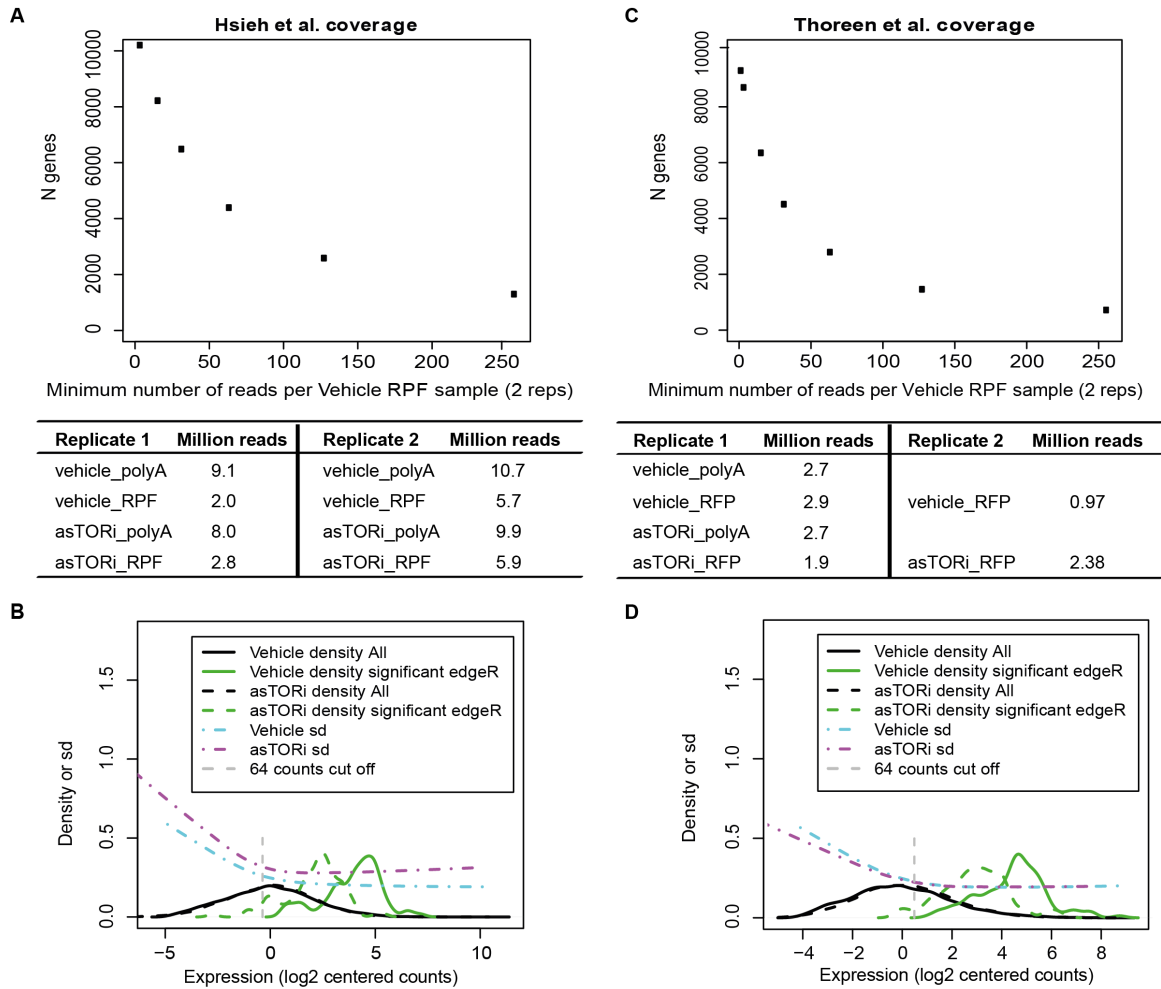 A
Hsieh et al. coverage
N genes
10000
8000
6000
4000
2000
0
0 50 100 150 200 250
Minimum number of reads per Vehicle RPF sample (2 reps)
Replicate 1 Million reads Replicate 2 Million reads
vehicle_polyA 9.1 vehicle_polyA 10.7
vehicle_RPF 2.0 vehicle_RPF 5.7
asTORi_polyA 8.0 asTORi_polyA 9.9
asTORi_RPF 2.8 asTORi_RPF 5.9
C
Thoreen et al. coverage
N genes
10000
8000
6000
4000
2000
0
0 50 100 150 200 250
Minimum number of reads per Vehicle RPF sample (2 reps)
Replicate 1 Million reads Replicate 2 Million reads
vehicle_polyA 2.7
vehicle_RFP 2.9 vehicle_RFP 0.97
asTORi_polyA 2.7
asTORi_RFP 1.9 asTORi_RFP 2.38
B
Density or sd
1.5
1.0
0.5
0.0
Vehicle density All
Vehicle density significant edgeR
asTORi density All
asTORi density significant edgeR
Vehicle sd
asTORi sd
64 counts cut off
−5 0 5 10
Expression (log2 centered counts)
D
Density or sd
1.5
1.0
0.5
0.0
Vehicle density All
Vehicle density significant edgeR
asTORi density All
asTORi density significant edgeR
Vehicle sd
asTORi sd
64 counts cut off
−4 −2 0 2 4 6 8
Expression (log2 centered counts)